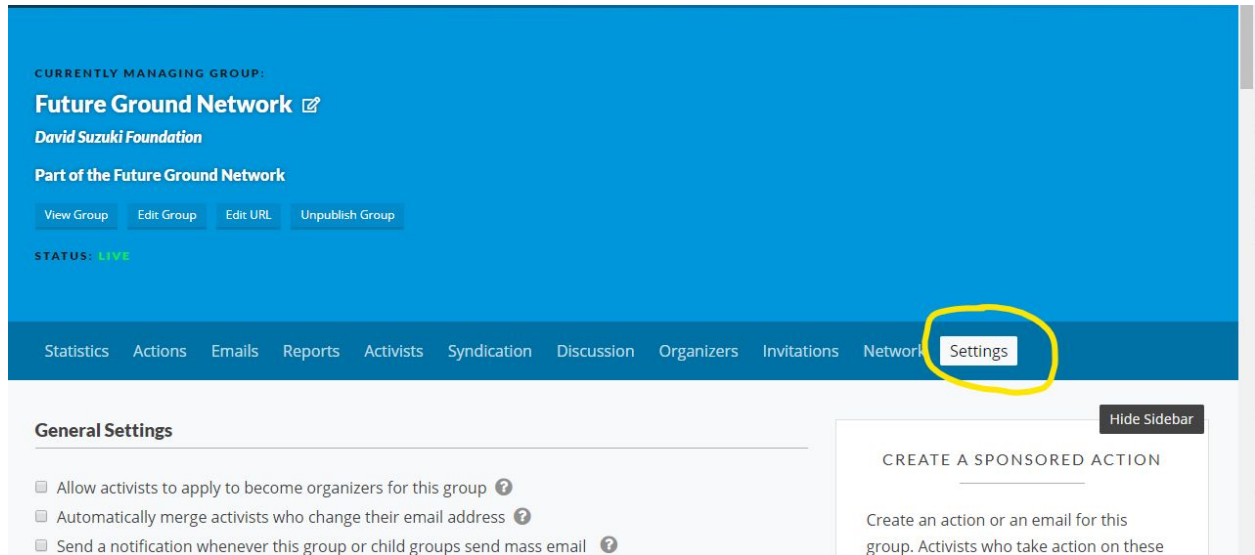 CURRENTLY MANAGING GROUP:
Future Ground Network
David Suzuki Foundation
Part of the Future Ground Network
View Group Edit Group Edit URL Unpublish Group
STATUS: LIVE
Statistics Actions Emails Reports Activists Syndication Discussion Organizers Invitations Network Settings
Hide Sidebar
General Settings
Allow activists to apply to become organizers for this group ?
Automatically merge activists who change their email address ?
Send a notification whenever this group or child groups send mass email ?
CREATE A SPONSORED ACTION
Create an action or an email for this
group. Activists who take action on these